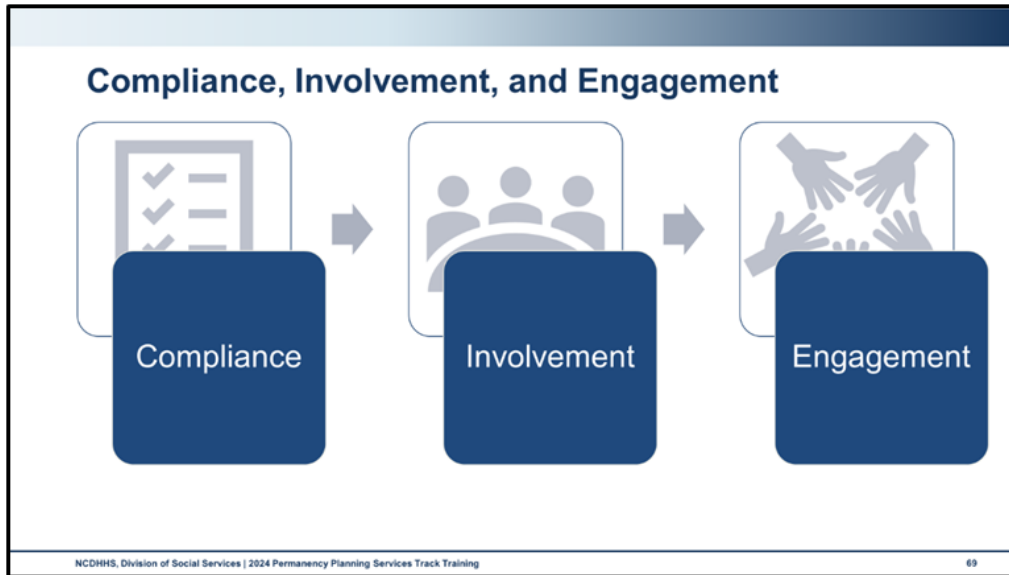 Compliance, Involvement, and Engagement
Compliance
Involvement
Engagement
NCDHHS, Division of Social Services | 2024 Permanency Planning Services Track Training
69